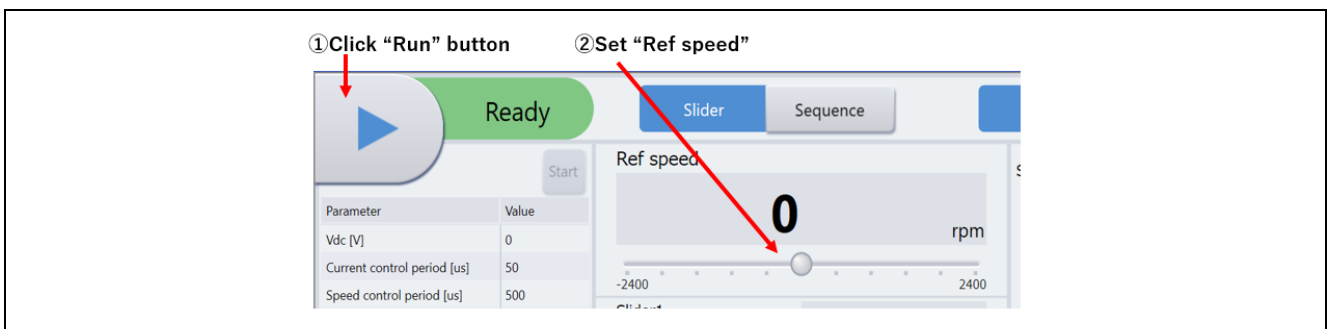 ①Click “Run” button ②Set “Ref speed”
Ready Slider Sequence
Start Ref speed
0 rpm
Parameter Value
Vdc [V] 0
Current control period [us] 50
-2400 2400
Speed control period [us] 500